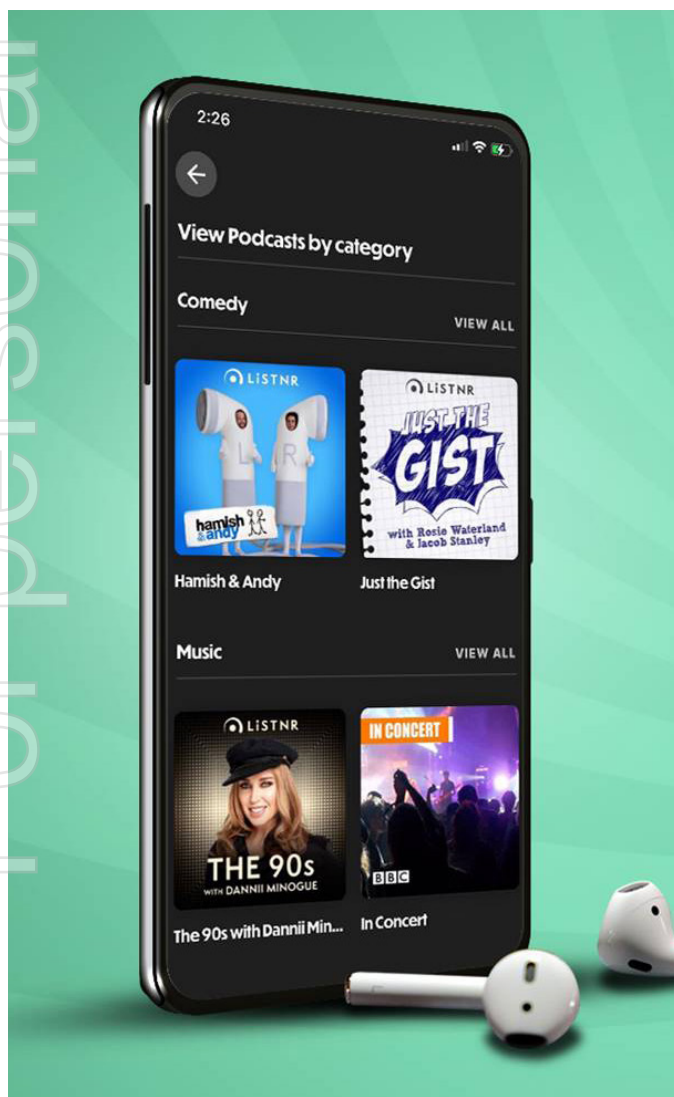 For personal
2:26
View Podcasts by category
Comedy
VIEW ALL
LiSTNR
L R
hamish
& andy
Hamish & Andy
LiSTNR
JUST THE
GIST
with Rosie Waterland
& Jacob Stanley
Just the Gist
Music
VIEW ALL
LiSTNR
THE 90s
WITH DANNII MINOGUE
The 90s with Dannii Min...
IN CONCERT
BBC
In Concert
L